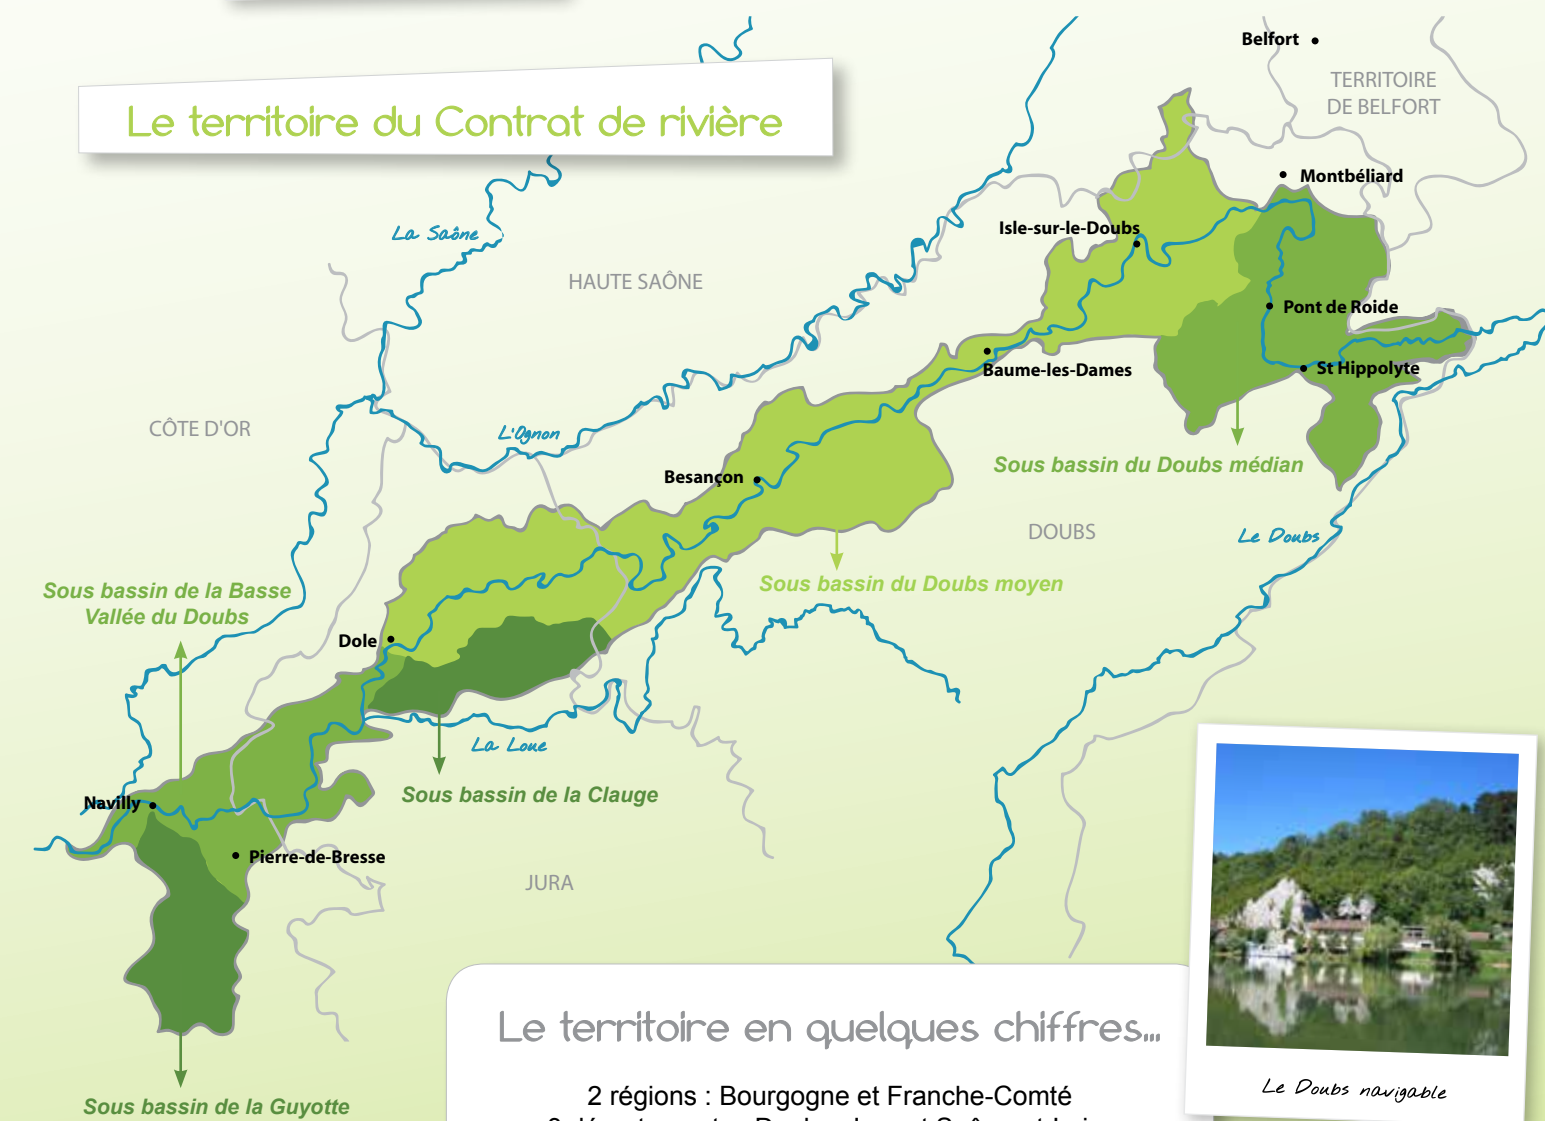 Le territoire du Contrat de rivière
Belfort
TERRITOIRE
DE BELFORT
Montbéliard
Isle-sur-le-Doubs
La Saône
HAUTE SAÔNE
Pont de Roide
St Hippolyte
Baume-les-Dames
CÔTE D'OR
L'Ognon
Besançon
Sous bassin du Doubs médian
DOUBS
Le Doubs
Sous bassin du Doubs moyen
Sous bassin de la Basse
Vallée du Doubs
Dole
La Loue
Sous bassin de la Clauge
Navilly
Pierre-de-Bresse
JURA
Sous bassin de la Guyotte
Le territoire en quelques chiffres...
2 régions : Bourgogne et Franche-Comté
Le Doubs navigable